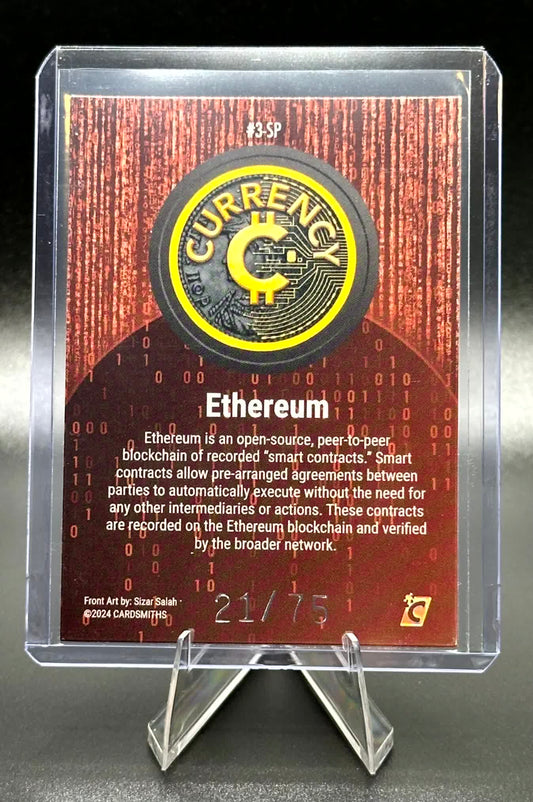 #3-SP
CURRENCY
Ethereum
Ethereum is an open-source, peer-to-peer
blockchain of recorded “smart contracts.” Smart
contracts allow pre-arranged agreements between
parties to automatically execute without the need for
any other intermediaries or actions. These contracts
are recorded on the Ethereum blockchain and verified
by the broader network.
Front Art by: Sizar Salah
©2024 CARDSMITHS
21/75
C